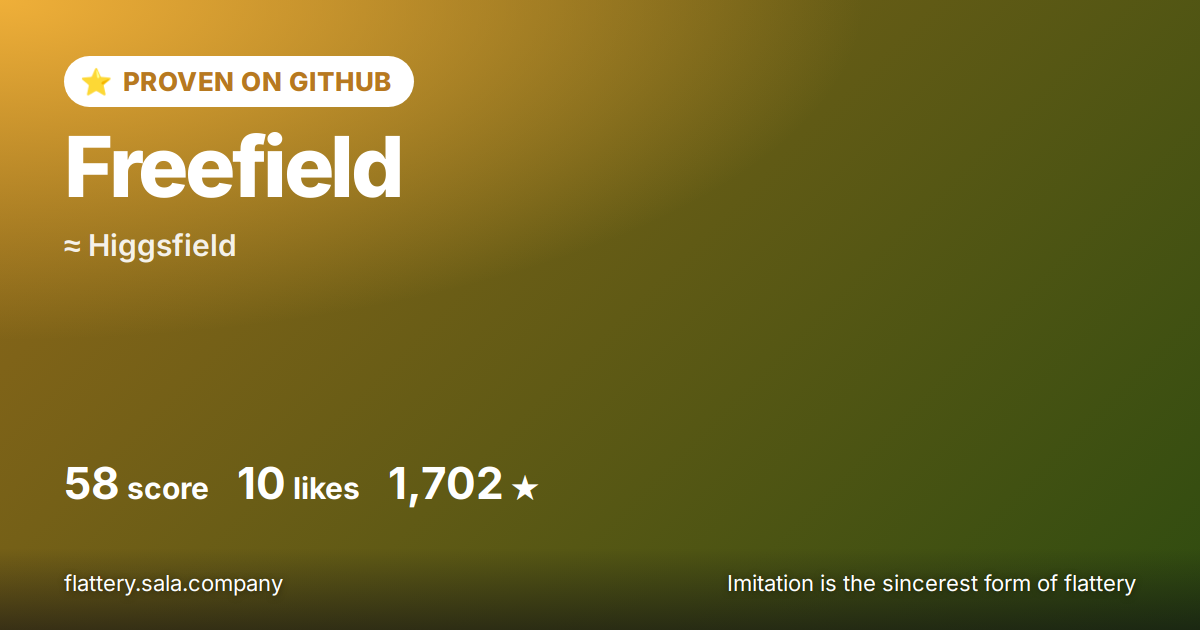 ⭐ PROVEN ON GITHUB
Freefield
≈ Higgsfield
58 score 10 likes 1,702 ★
flattery.sala.company
Imitation is the sincerest form of flattery